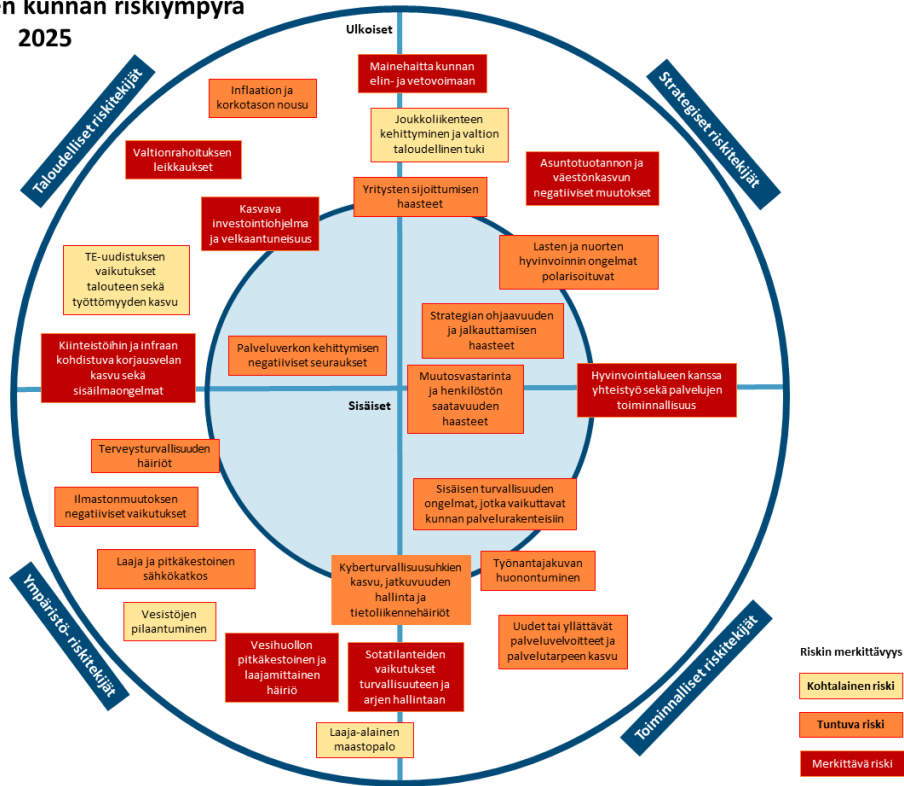 en kunnan riskiympyrä
2025
Ulkoiset
Taloudelliset riskitekijät
Strategiset riskitekijät
Mainehaitta kunnan
elin- ja vetovoimaan
Inflaation ja
korkotason nousu
Joukkoliikenteen
kehittyminen ja valtion
taloudellinen tuki
Valtionrahoituksen
leikkaukset
Asuntotuotannon ja
väestönkasvun
negatiiviset muutokset
Yritysten sijoittumisen
haasteet
Kasvava
investointiohjelma
ja velkaantuneisuus
Lasten ja nuorten
hyvinvoinnin ongelmat
polarisoituvat
TE-uudistuksen
vaikutukset
talouteen sekä
työttömyyden kasvu
Strategian ohjaavuuden
ja jalkauttamisen
haasteet
Kiinteistöihin ja infraan
kohdistuva korjausvelan
kasvu sekä
sisäilmaongelmat
Palveluverkon kehittymisen
negatiiviset seuraukset
Muutosvastarinta
ja henkilöstön
saatavuuden
haasteet
Hyvinvointialueen kanssa
yhteistyö sekä palvelujen
toiminnallisuus
Sisäiset
Terveysturvallisuuden
häiriöt
Ilmastonmuutoksen
negatiiviset vaikutukset
Sisäisen turvallisuuden
ongelmat, jotka vaikuttavat
kunnan palvelurakenteisiin
Laaja ja pitkäkestoinen
sähkökatkos
Kyberturvallisuusuhkien
kasvu, jatkuvuuden
hallinta ja
tietoliikennehäiriöt
Työnantajakuvan
huonontuminen
Vesistöjen
pilaantuminen
Uudet tai yllättävät
palveluvelvoitteet ja
palvelutarpeen kasvu
Vesihuollon
pitkäkestoinen ja
laajamittainen
häiriö
Sotatilanteiden
vaikutukset
turvallisuuteen ja
arjen hallintaan
Laaja-alainen
maastopalo
Ympäristö- riskitekijät
Toiminnalliset riskitekijät
Riskin merkittävyys
Kohtalainen riski
Tuntuva riski
Merkittävä riski